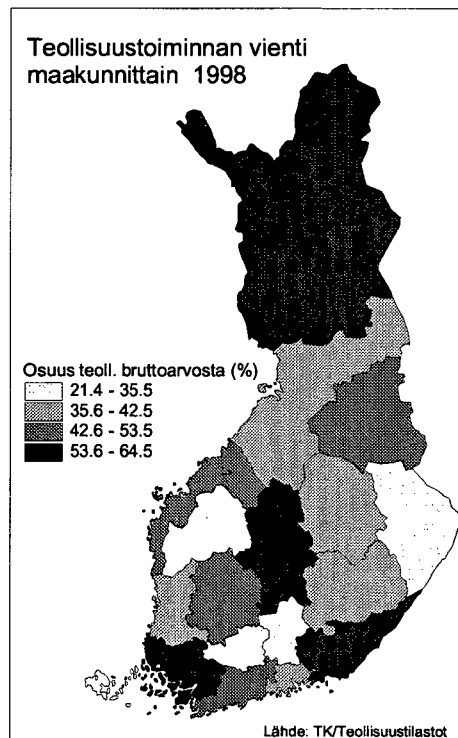 Teollisuustoiminnan vienti
maakunnittain 1998
Osuus teoll. bruttoarvosta (%)
21.4 - 35.5
35.6 - 42.5
42.6 - 53.5
53.6 - 64.5
Lähde: TK/Teollisuustilastot